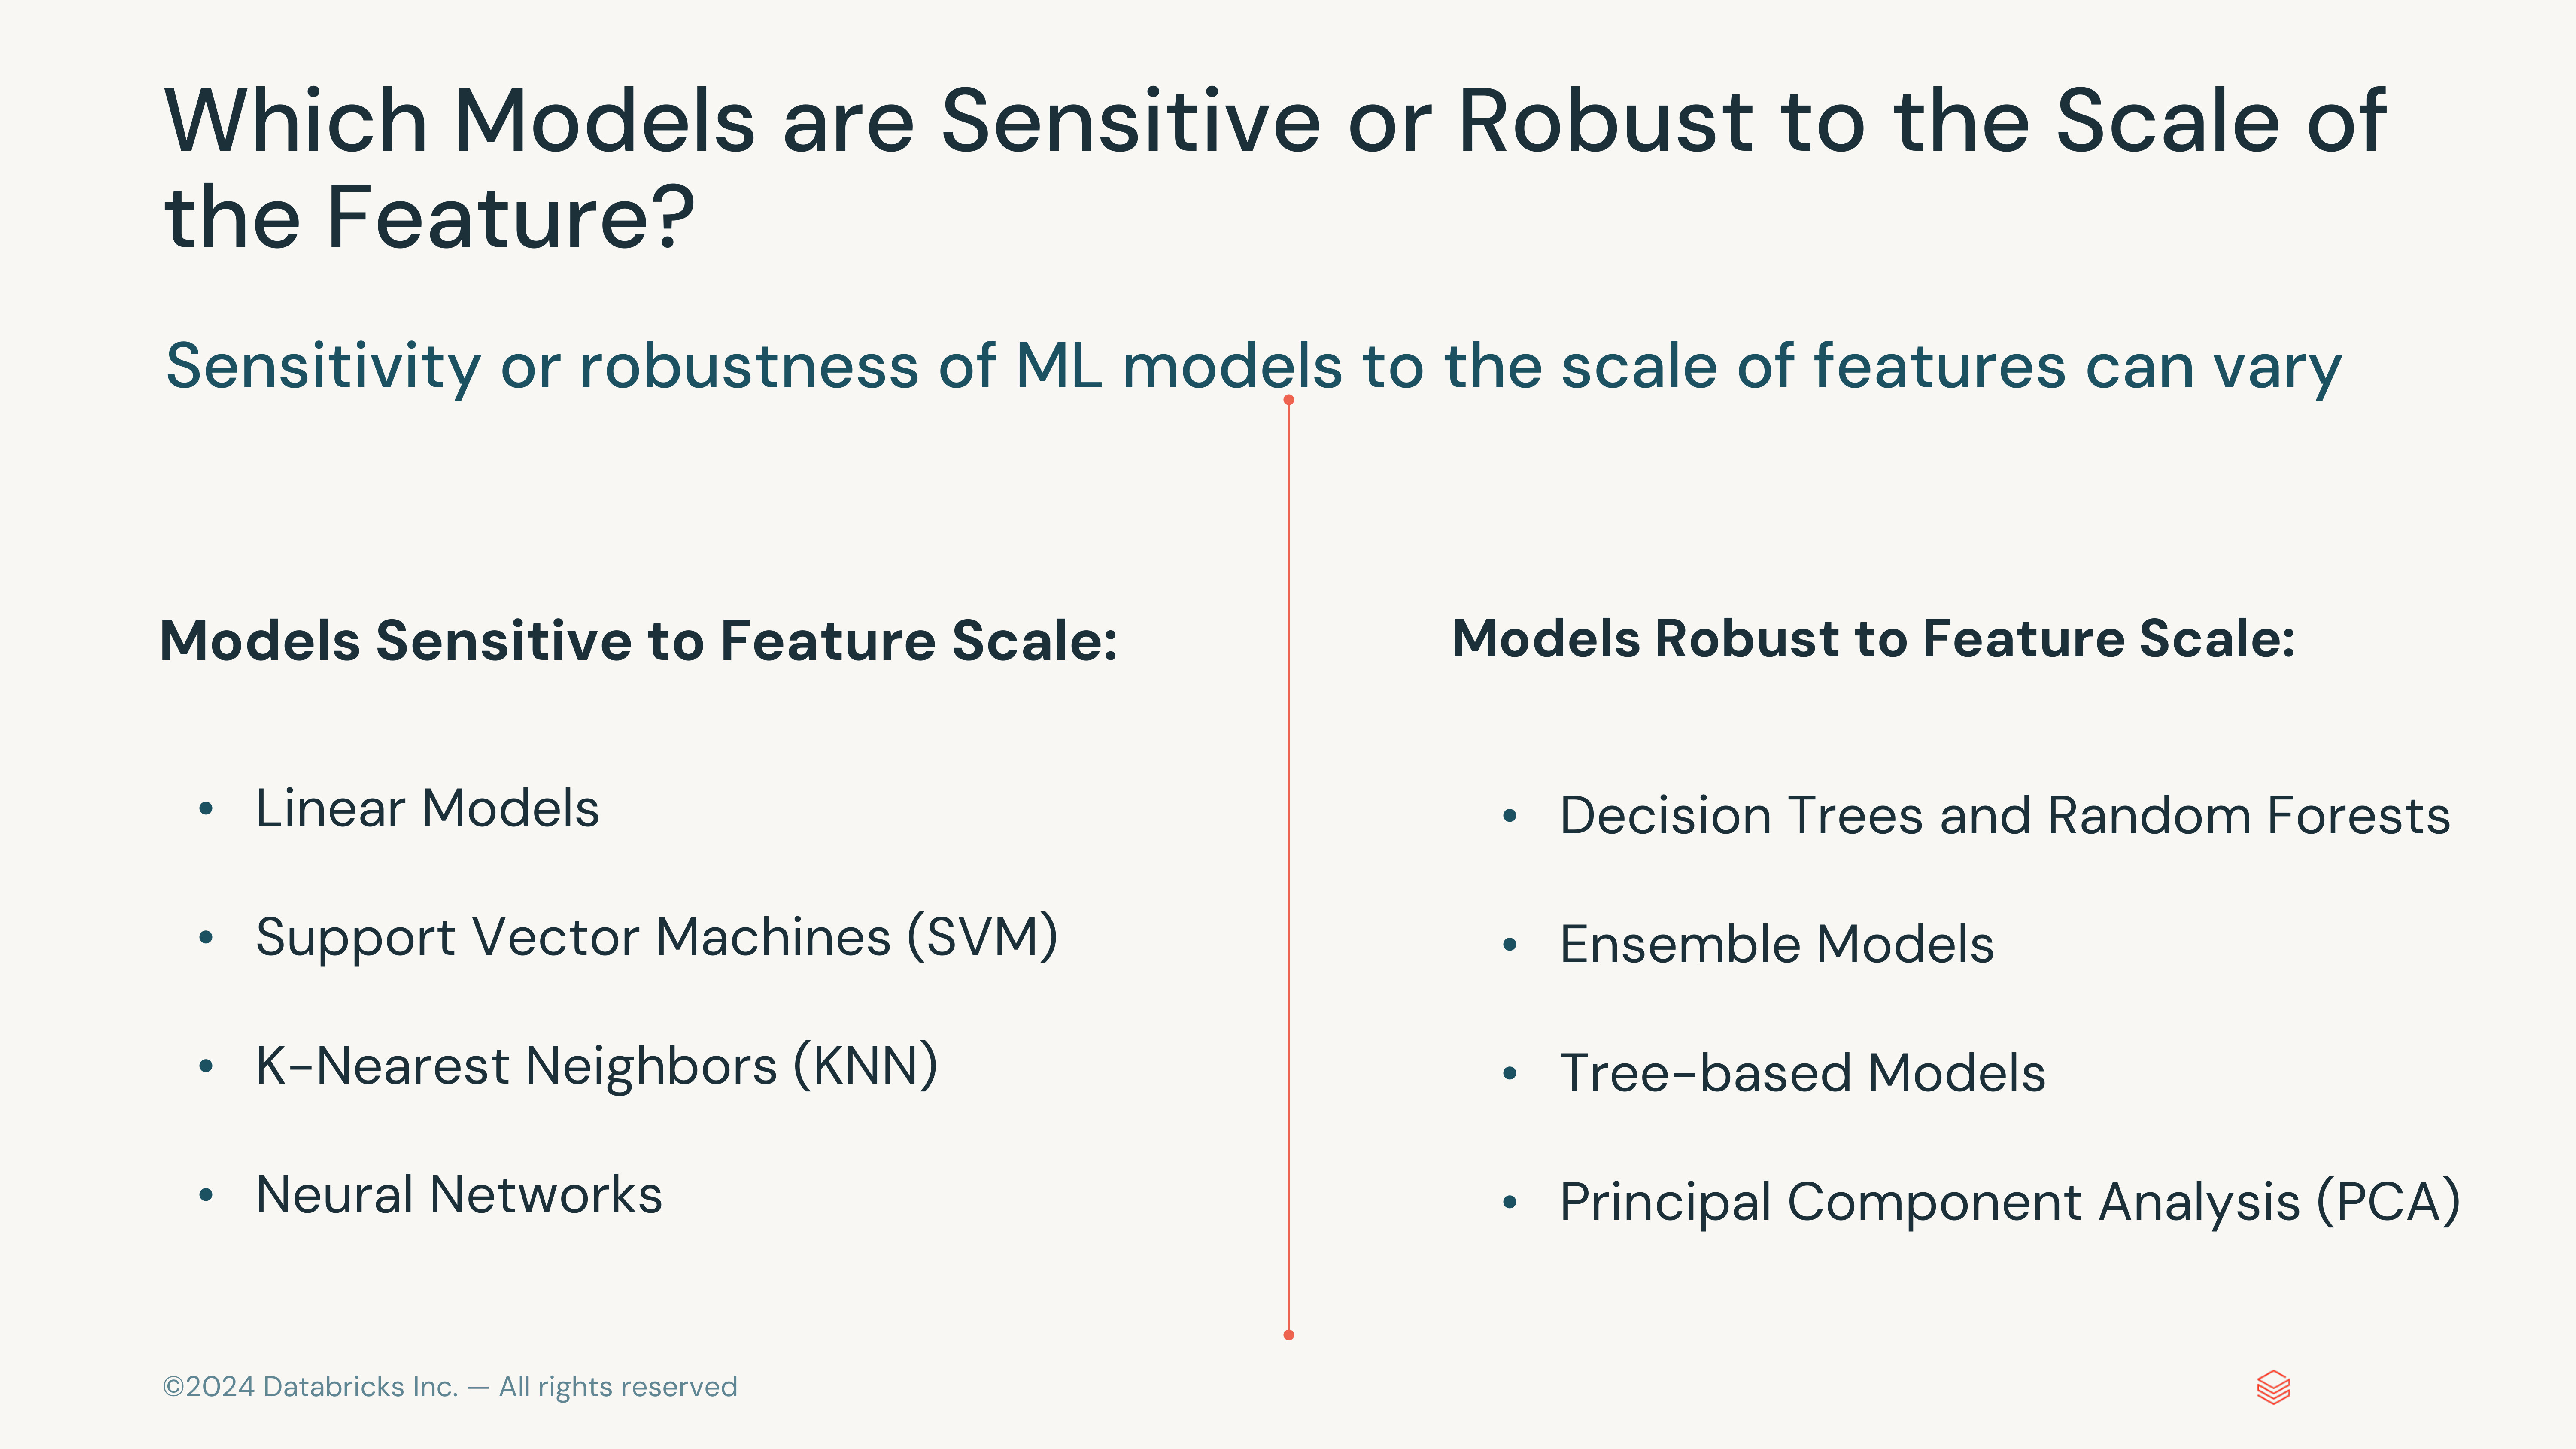 Which Models are Sensitive or Robust to the Scale of
the Feature?
Sensitivity or robustness of ML models to the scale of features can vary
Models Sensitive to Feature Scale:
• Linear Models
• Support Vector Machines (SVM)
• K-Nearest Neighbors (KNN)
• Neural Networks
Models Robust to Feature Scale:
• Decision Trees and Random Forests
• Ensemble Models
• Tree-based Models
• Principal Component Analysis (PCA)
©2024 Databricks Inc. — All rights reserved